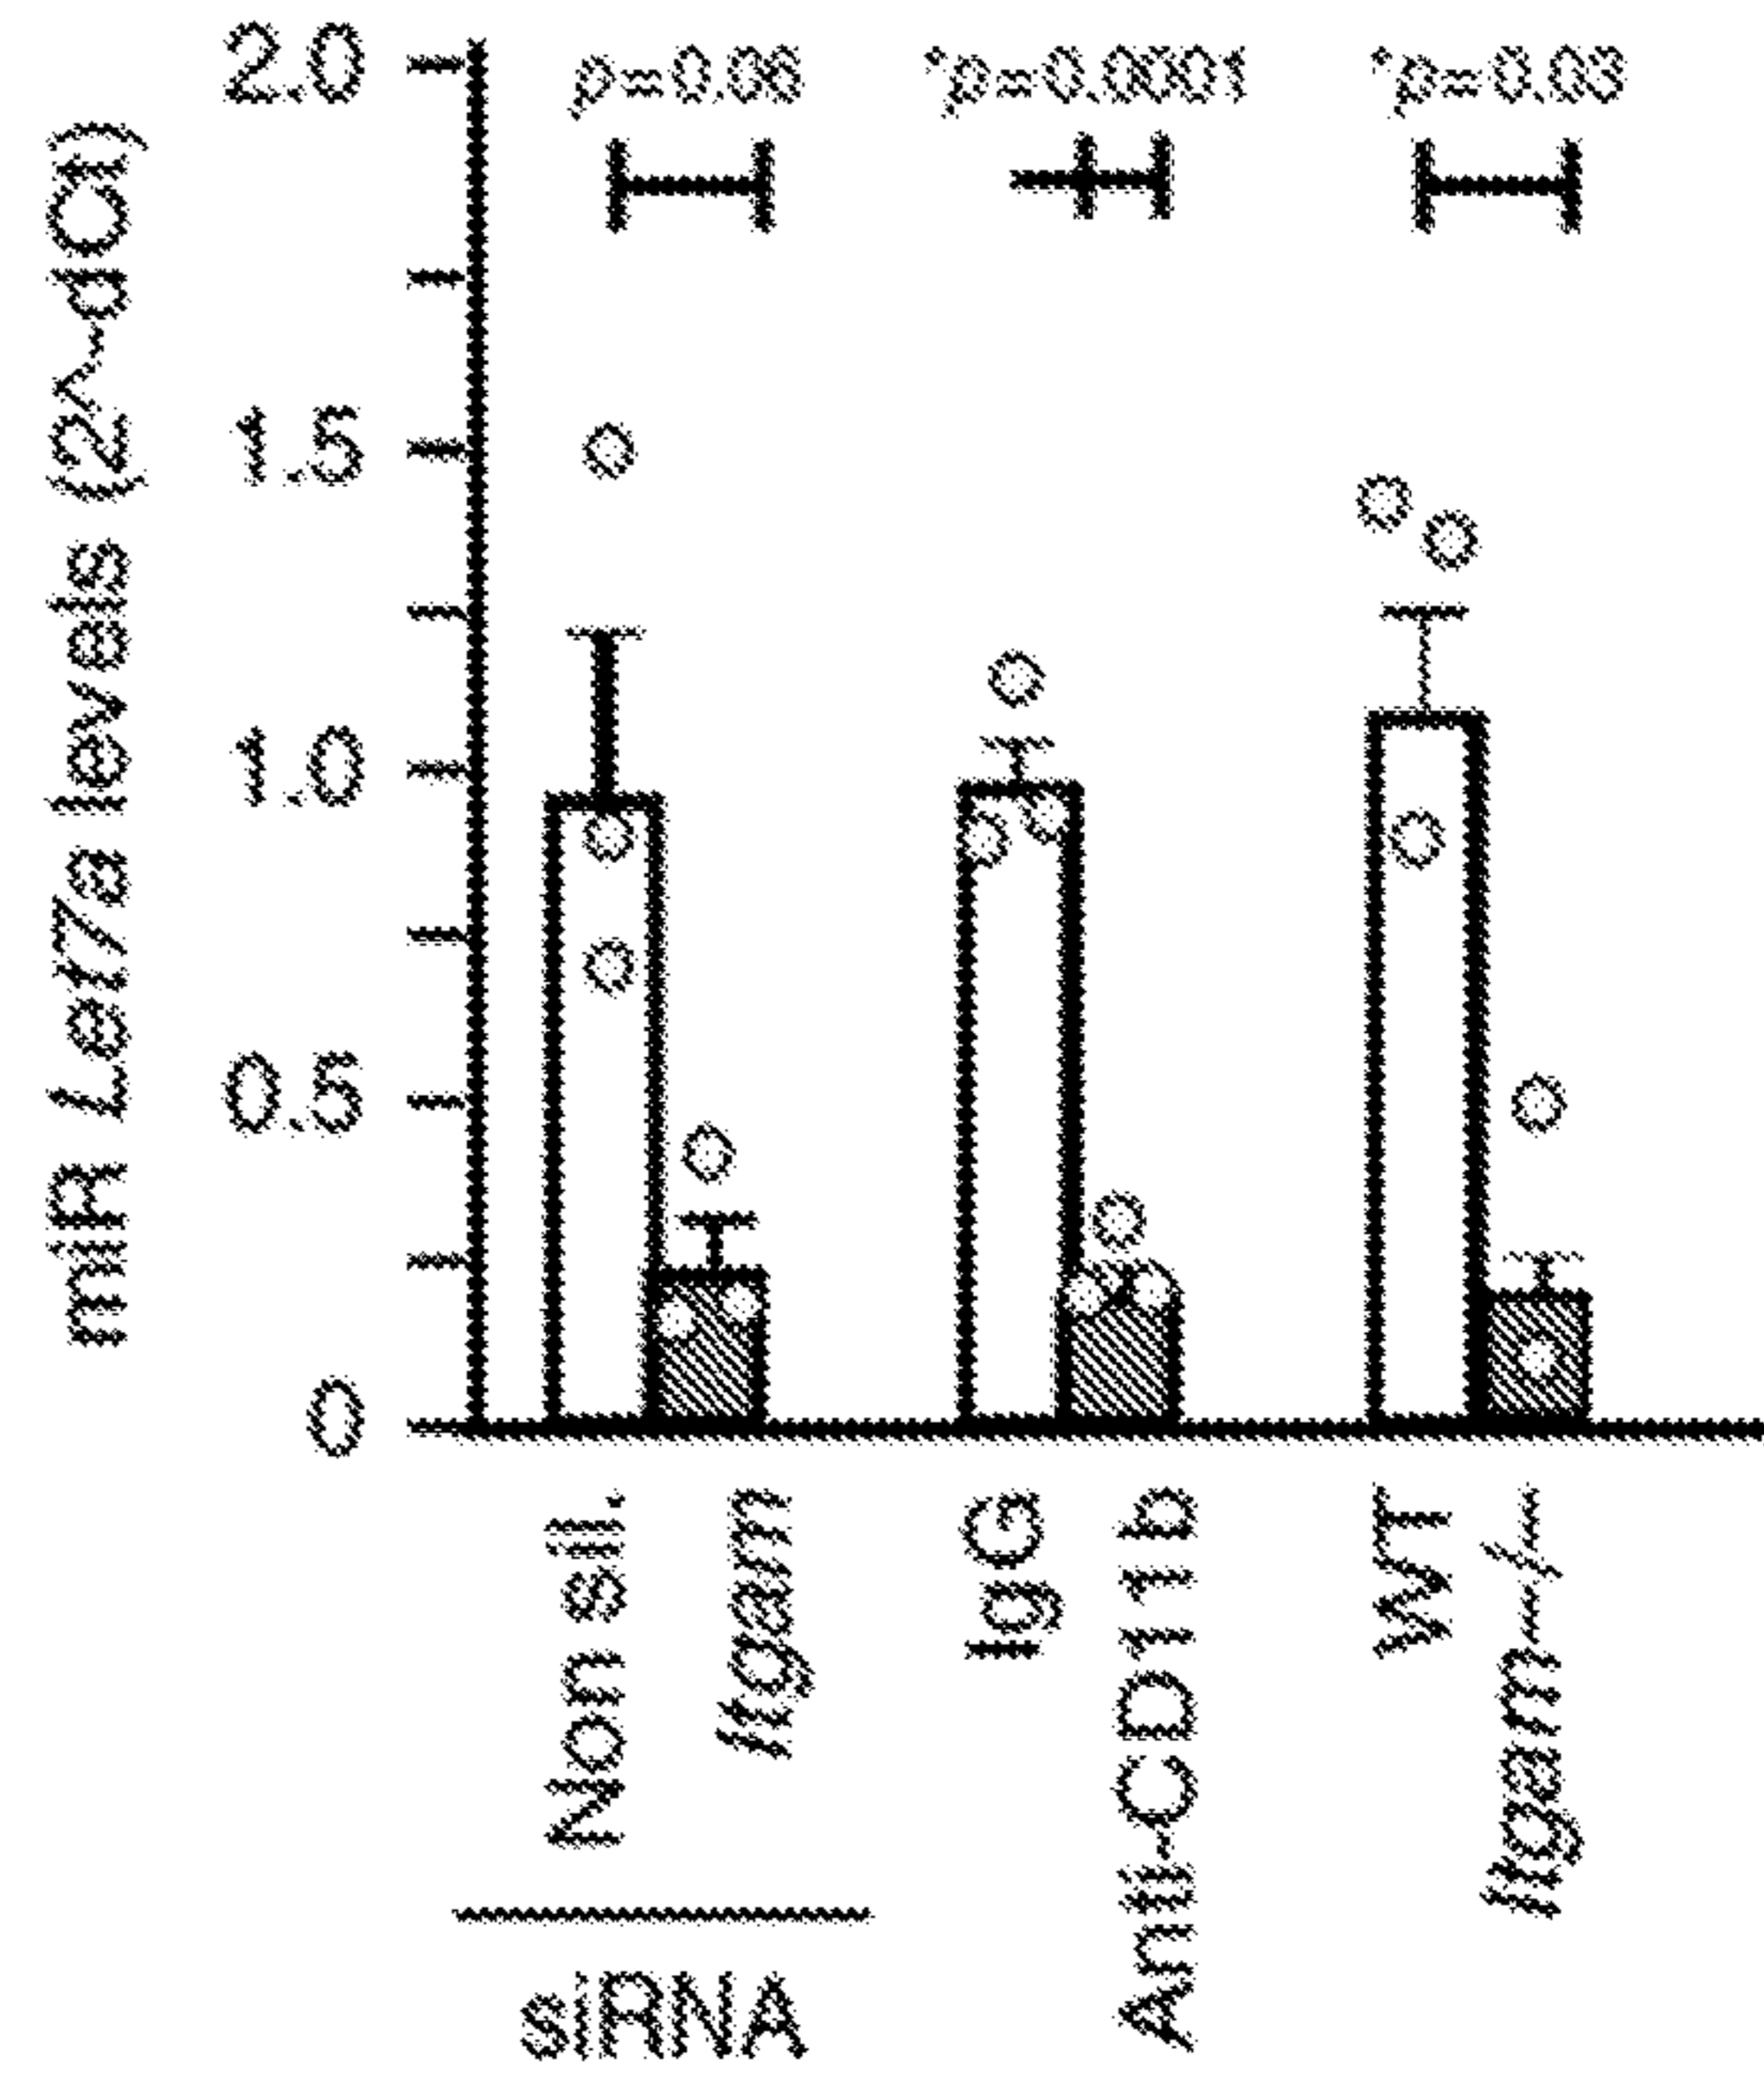 miR Let7a levels (2^-dCt)
2.0
1.5
1.0
0.5
0
p=0.06
*p=0.0001
*p=0.03
Non sil.
Itgam
siRNA
IgG
Anti-CD11b
WT
Itgam-/-